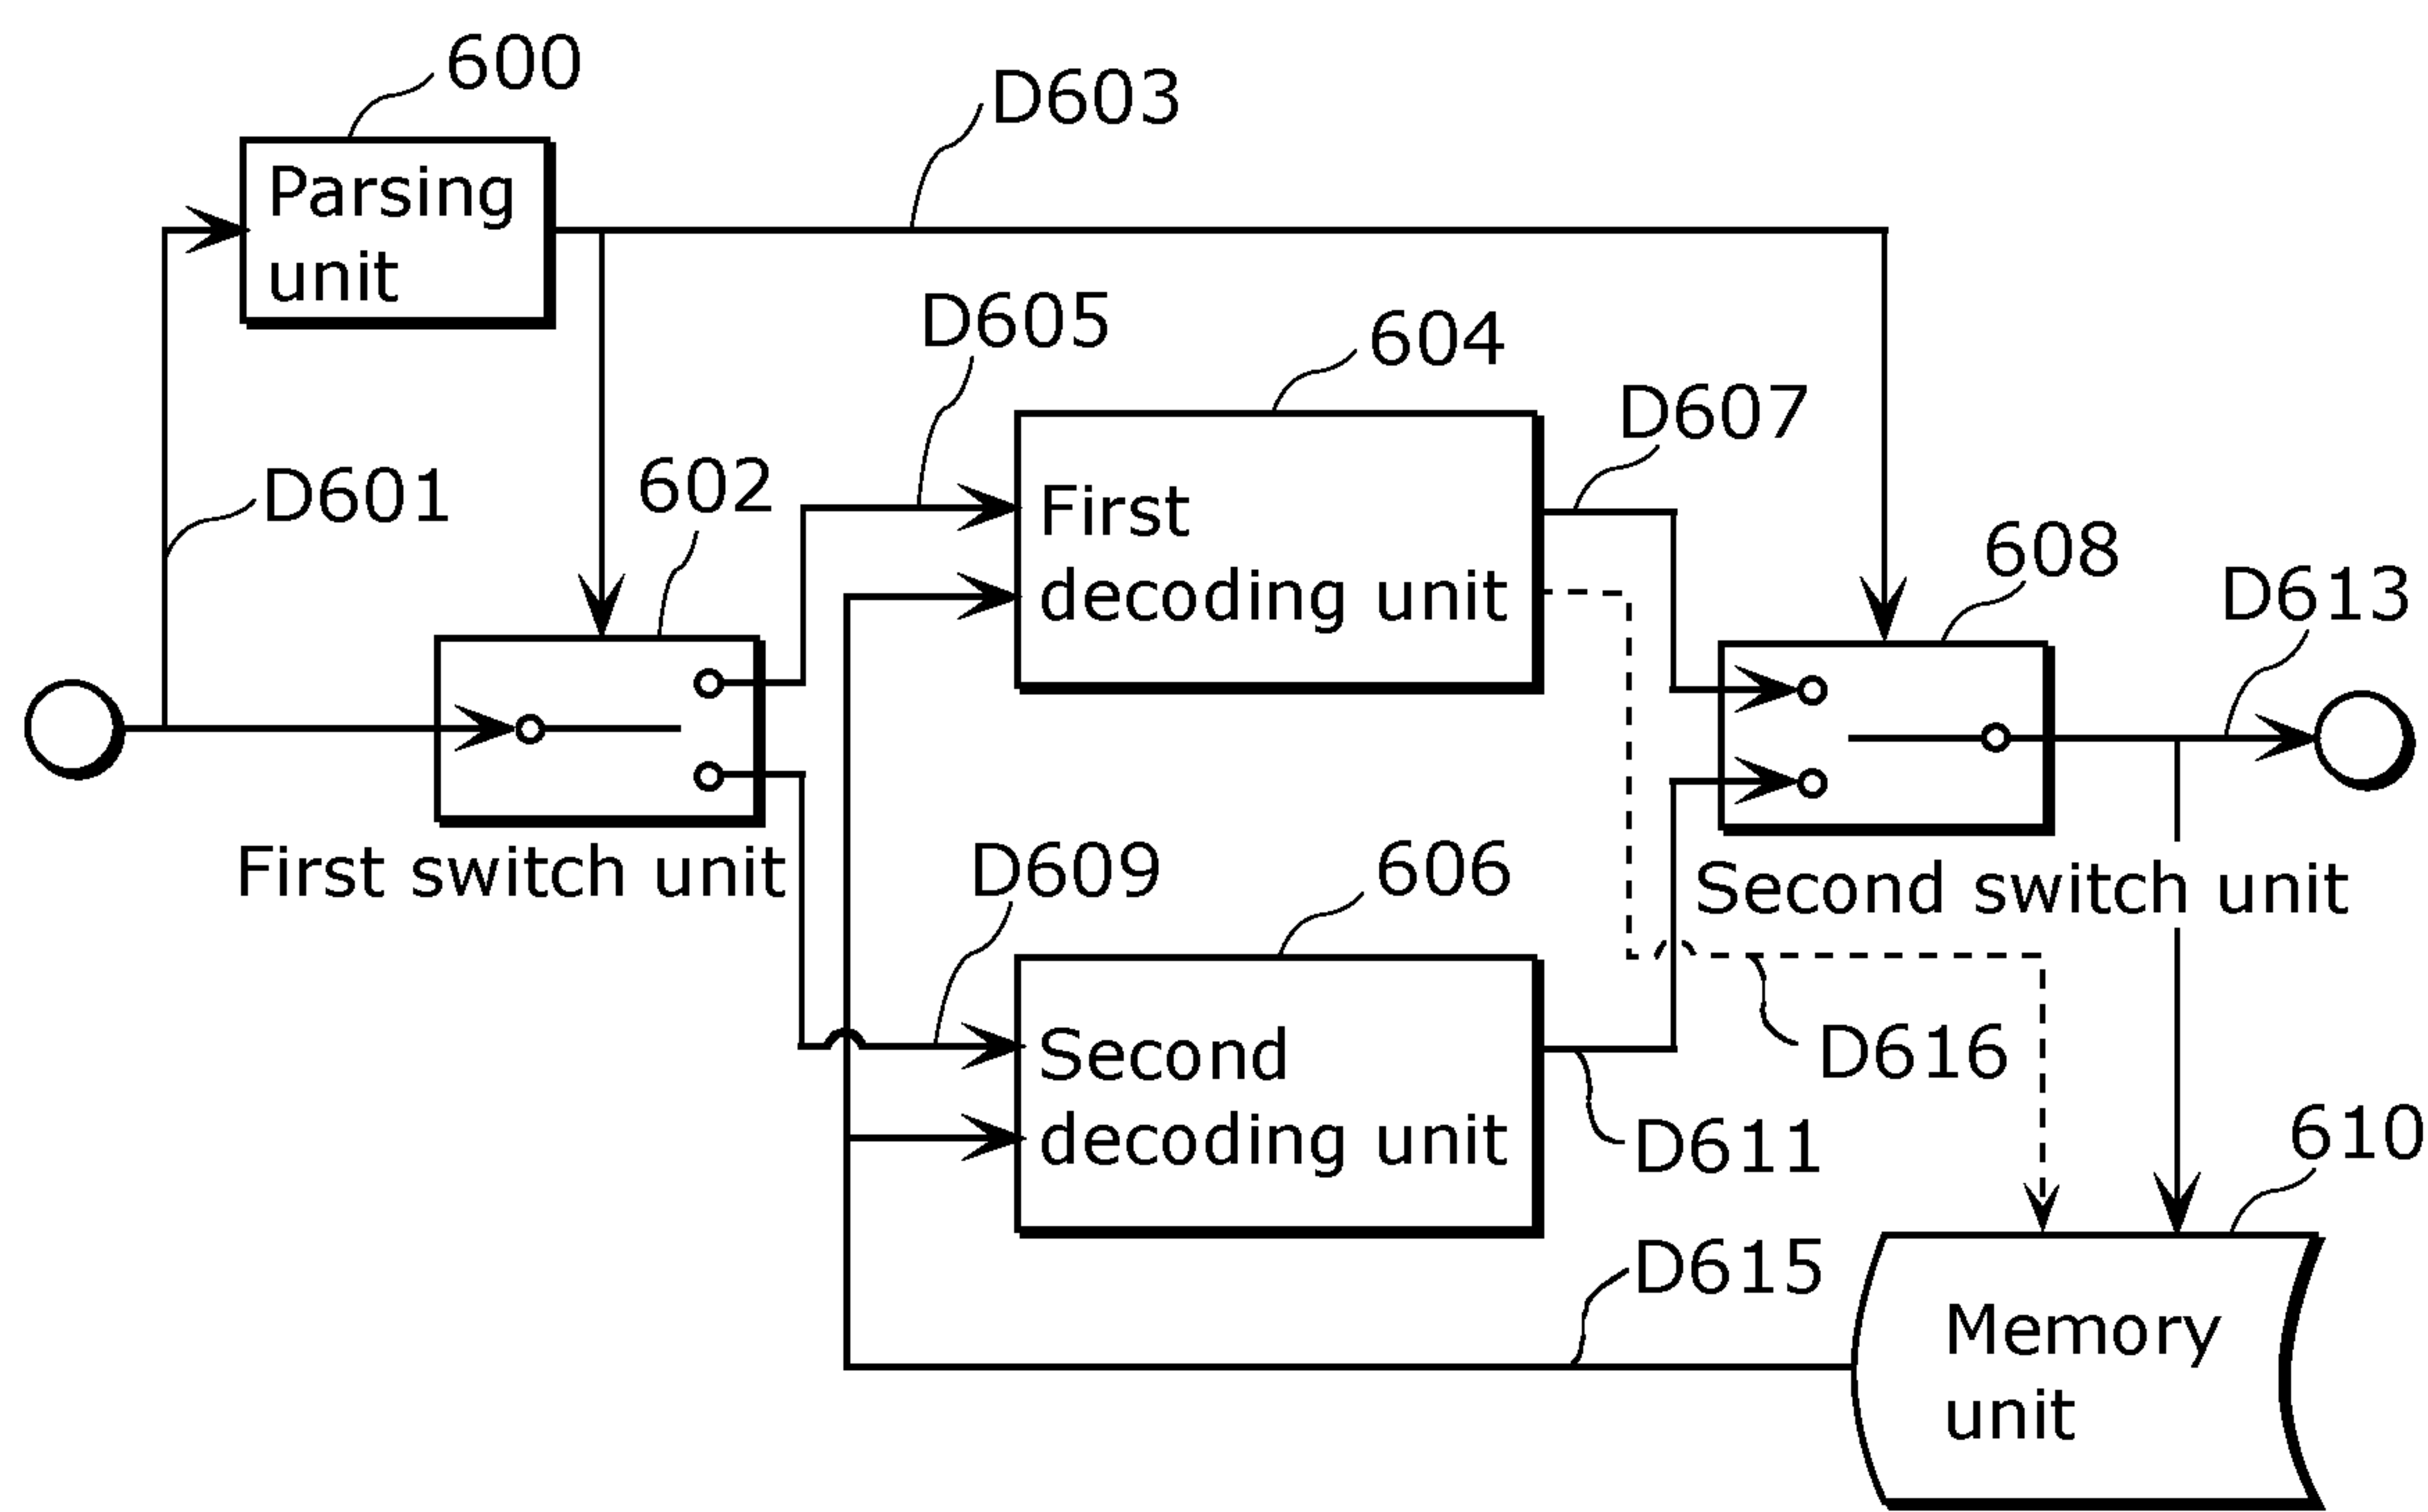 600
D603
Parsing
unit
D605
604
D607
D601
602
First
decoding unit
608
D613
First switch unit
D609
606
Second switch unit
Second
decoding unit
D616
D611
610
D615
Memory
unit